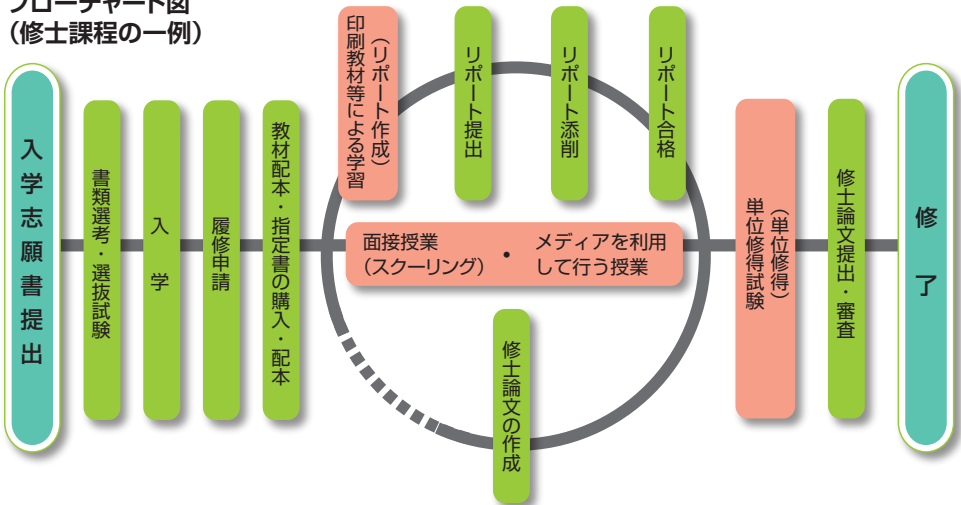 フローチャート図
（修士課程の一例）
入学志願書提出
書類選考・選抜試験
入学
履修申請
教材配本・指定書の購入・配本
印刷教材等による学習
（リポート作成）
リポート提出
リポート添削
リポート合格
面接授業
（スクーリング）
・
メディアを利用
して行う授業
修士論文の作成
単位修得試験
（単位修得）
修士論文提出・審査
修了